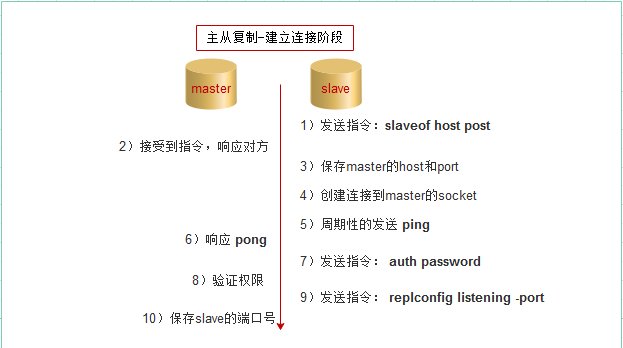 主从复制-建立连接阶段
master
slave
1）发送指令：slaveof host post
2）接受到指令，响应对方
3）保存master的host和port
4）创建连接到master的socket
5）周期性的发送 ping
6）响应 pong
7）发送指令： auth password
8）验证权限
9）发送指令： replconfig listening -port
10）保存slave的端口号